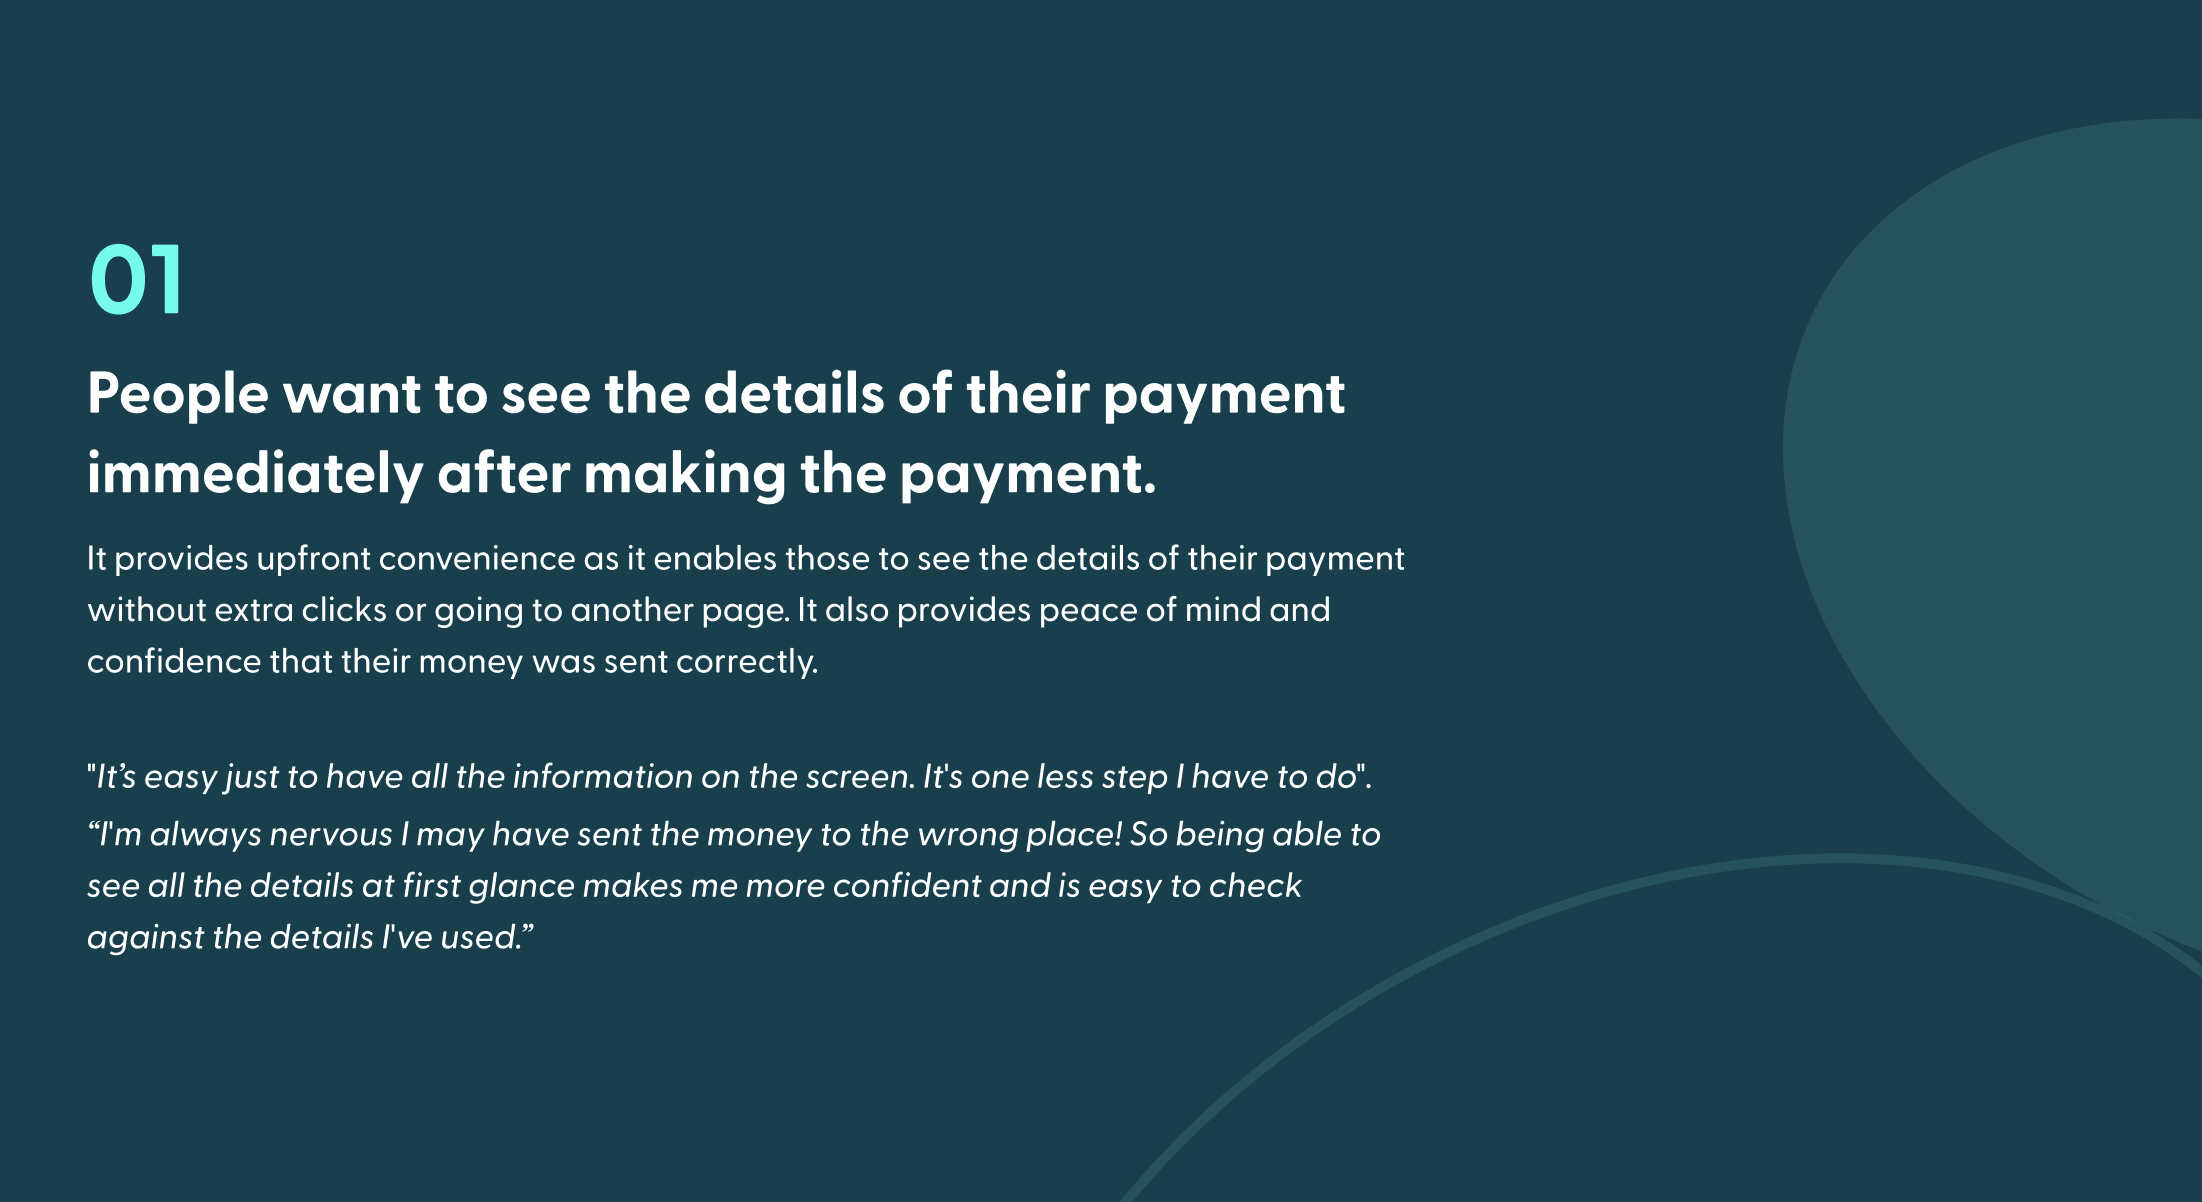 01
People want to see the details of their payment
immediately after making the payment.
It provides upfront convenience as it enables those to see the details of their payment
without extra clicks or going to another page. It also provides peace of mind and
confidence that their money was sent correctly.
"It’s easy just to have all the information on the screen. It's one less step I have to do".
“I'm always nervous I may have sent the money to the wrong place! So being able to
see all the details at first glance makes me more confident and is easy to check
against the details I've used.”